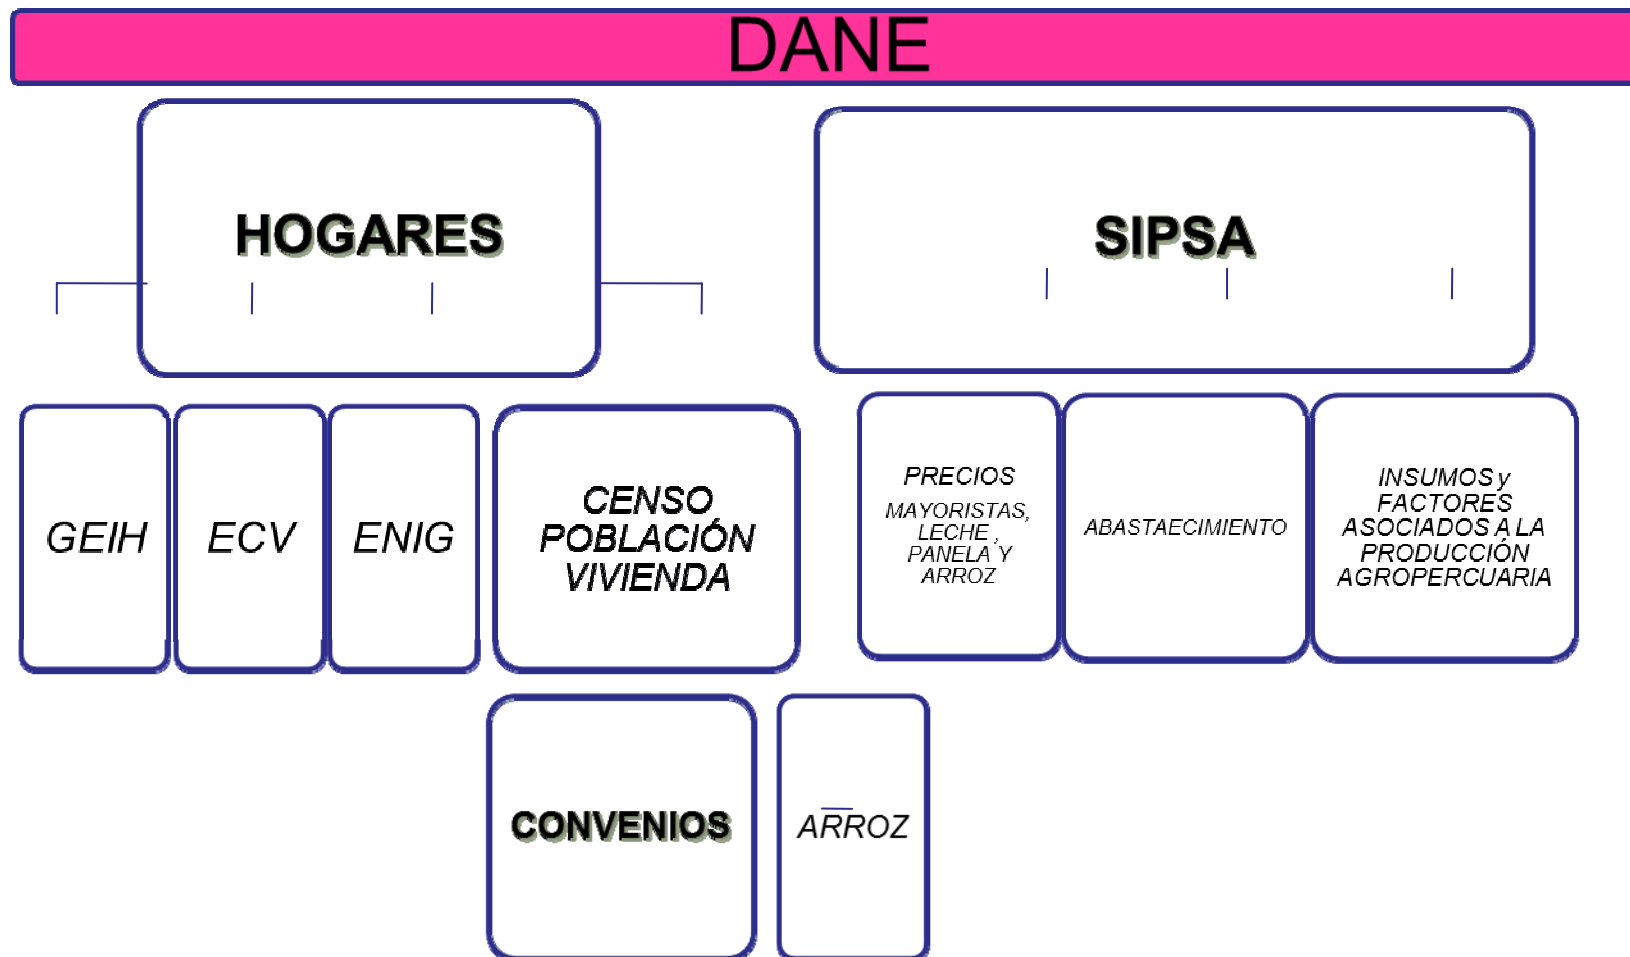 DANE
HOGARES
SIPSA
GEIH
ECV
ENIG
CENSO
POBLACIÓN
VIVIENDA
PRECIOS
MAYORISTAS,
LECHE ,
PANELA Y
ARROZ
ABASTAECIMIENTO
INSUMOS y
FACTORES
ASOCIADOS A LA
PRODUCCIÓN
AGROPERCUARIA
CONVENIOS
ARROZ